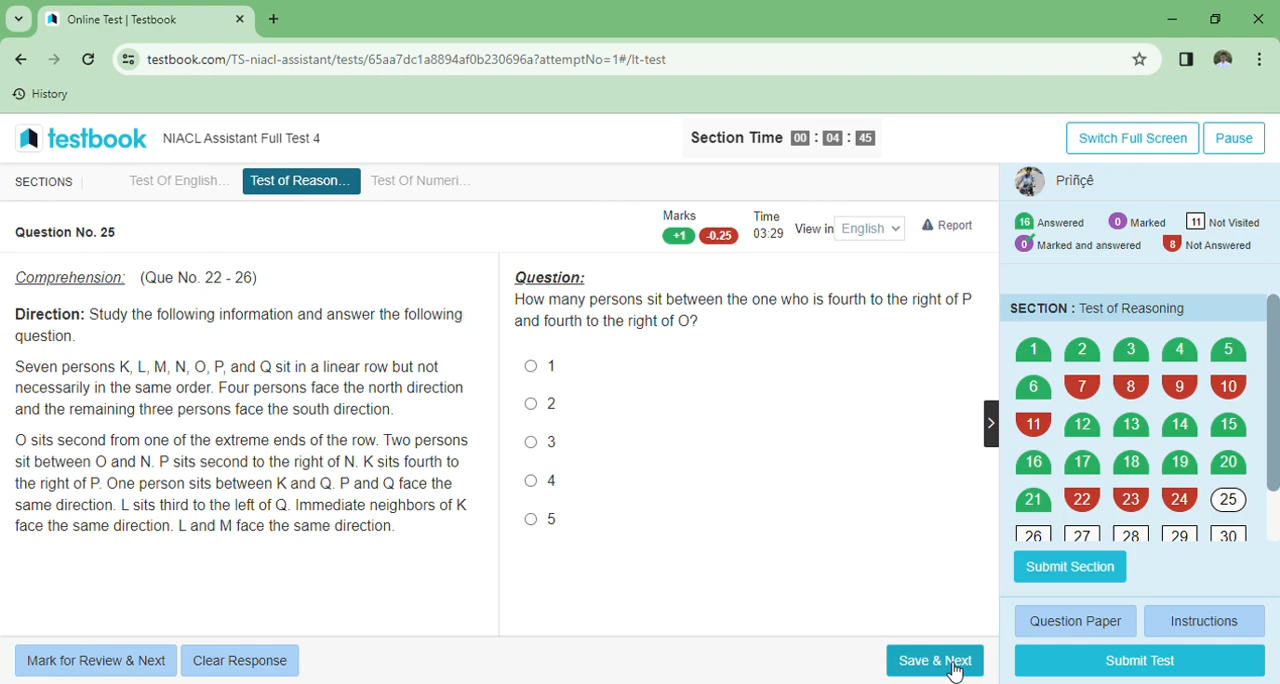 Online Test | Testbook
testbook.com/TS-niacl-assistant/tests/65aa7dc1a8894af0b230696a?attemptNo=1#/lt-test
History
testbook NIACL Assistant Full Test 4 Section Time 00 : 04 : 45 Switch Full Screen Pause
SECTIONS Test Of English... Test of Reason... Test Of Numeri... Priñçê
Question No. 25 Marks +1 -0.25 Time 03:29 View in English Report
16 Answered 0 Marked 11 Not Visited
0 Marked and answered 8 Not Answered
Comprehension: (Que No. 22 - 26)
Direction: Study the following information and answer the following
question.
Seven persons K, L, M, N, O, P, and Q sit in a linear row but not
necessarily in the same order. Four persons face the north direction
and the remaining three persons face the south direction.
O sits second from one of the extreme ends of the row. Two persons
sit between O and N. P sits second to the right of N. K sits fourth to
the right of P. One person sits between K and Q. P and Q face the
same direction. L sits third to the left of Q. Immediate neighbors of K
face the same direction. L and M face the same direction.
Question:
How many persons sit between the one who is fourth to the right of P
and fourth to the right of O?
1
2
3
4
5
SECTION : Test of Reasoning
1 2 3 4 5
6 7 8 9 10
11 12 13 14 15
16 17 18 19 20
21 22 23 24 25
26 27 28 29 30
Submit Section
Question Paper Instructions
Mark for Review & Next Clear Response Save & Next Submit Test